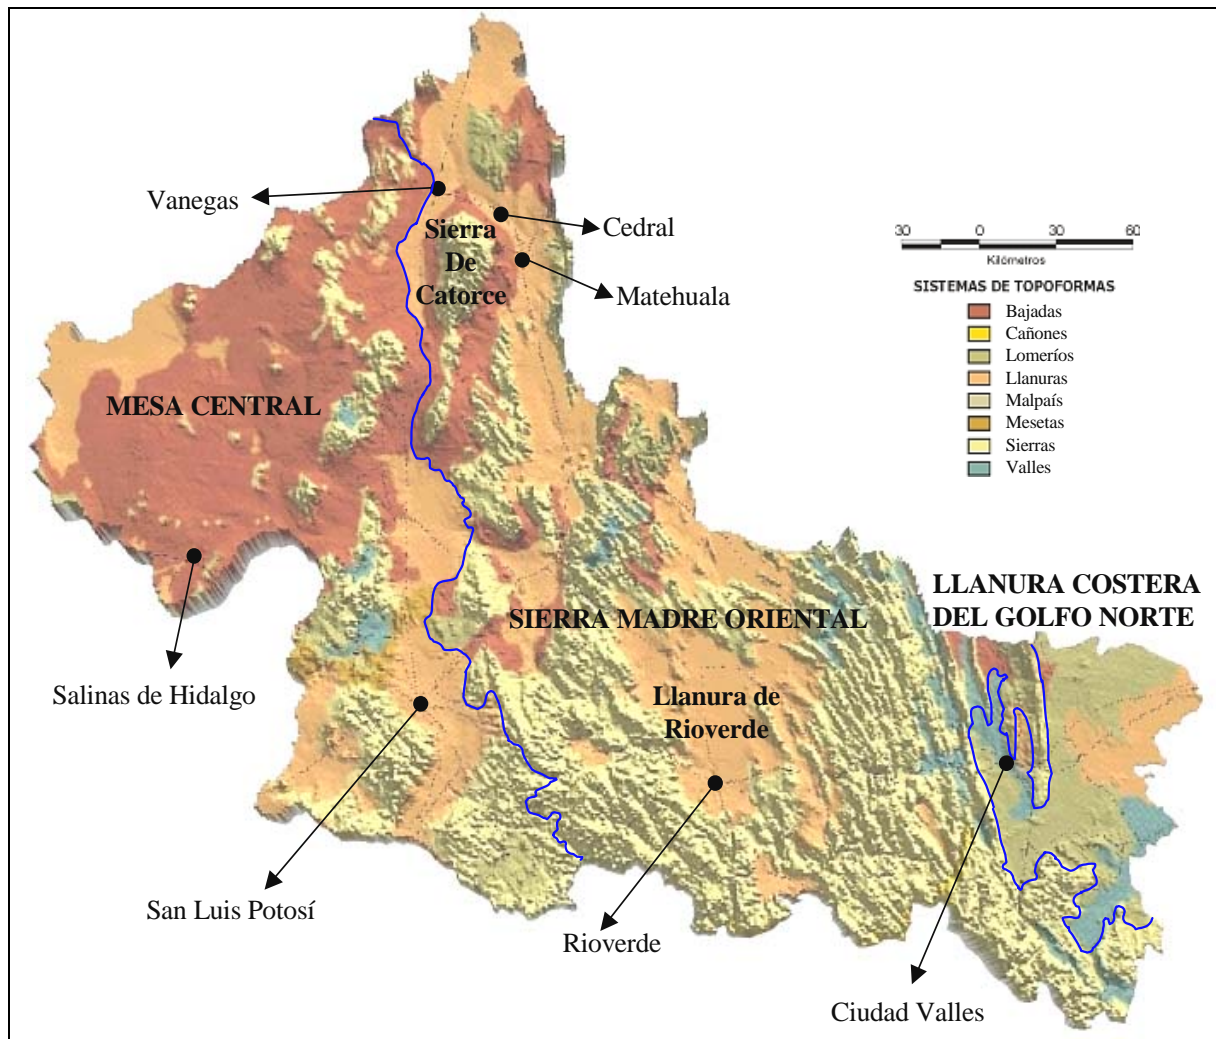 Vanegas
Sierra
De
Catorce
Cedral
Matehuala
30 0 30 60
Kilómetros
SISTEMAS DE TOPOFORMAS
Bajadas
Cañones
Lomeríos
Llanuras
Malpaís
Mesetas
Sierras
Valles
MESA CENTRAL
LLANURA COSTERA
DEL GOLFO NORTE
SIERRA MADRE ORIENTAL
Salinas de Hidalgo
Llanura de
Rioverde
San Luis Potosí
Rioverde
Ciudad Valles